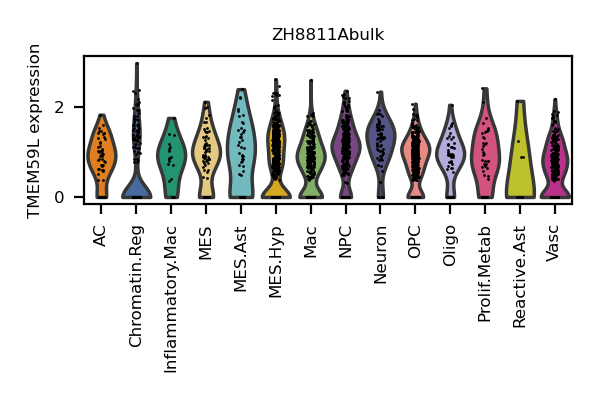 ZH8811Abulk
TMEM59L expression
2
0
AC
Chromatin.Reg
Inflammatory.Mac
MES
MES.Ast
MES.Hyp
Mac
NPC
Neuron
OPC
Oligo
Prolif.Metab
Reactive.Ast
Vasc